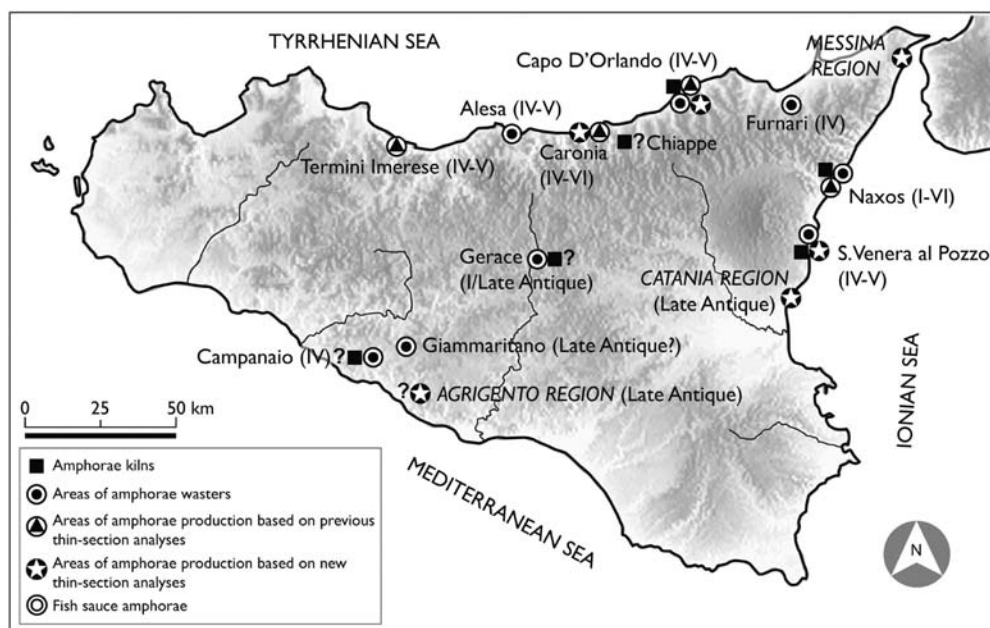 TYRRHENIAN SEA
MESSINA
REGION
Capo D'Orlando (IV-V)
Alesa (IV-V)
Furnari (IV)
? Chiappe
Caronia
(IV-VI)
Termini Imerese (IV-V)
Naxos (I-VI)
Gerace
?
(I/Late Antique)
S.Venera al Pozzo
(IV-V)
CATANIA REGION
(Late Antique)
Giammaritano (Late Antique?)
Campanaio (IV) ?
? AGRIGENTO REGION (Late Antique)
IONIAN SEA
0 25 50 km
MEDITERRANEAN SEA
Amphorae kilns
Areas of amphorae wasters
Areas of amphorae production based on previous
thin-section analyses
Areas of amphorae production based on new
thin-section analyses
Fish sauce amphorae
N